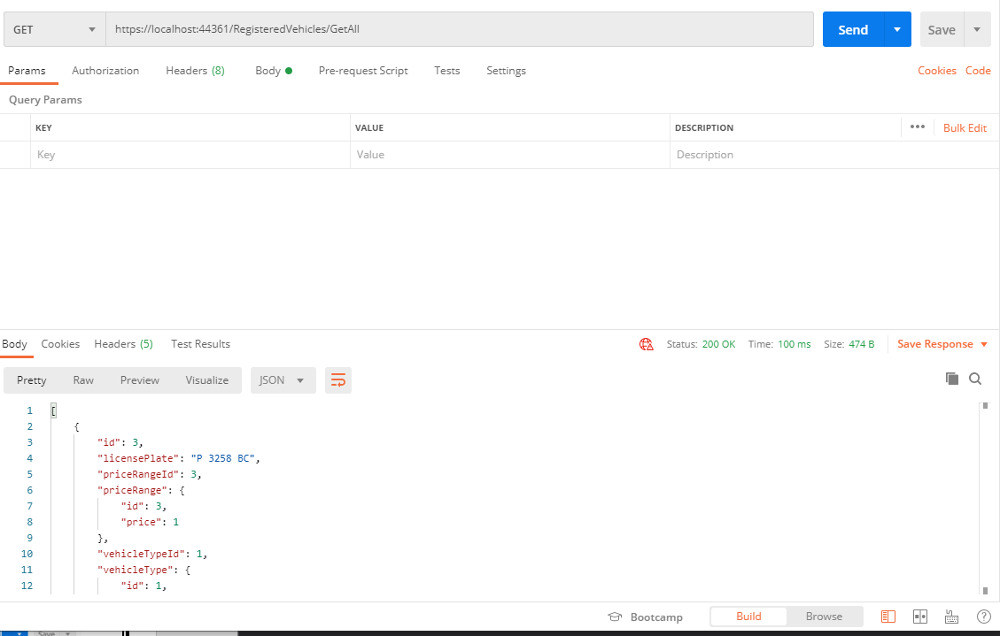 GET https://localhost:44361/RegisteredVehicles/GetAll Send Save
Params Authorization Headers (8) Body Pre-request Script Tests Settings Cookies Code
Query Params
KEY VALUE DESCRIPTION ••• Bulk Edit
Key Value Description
Body Cookies Headers (5) Test Results Status: 200 OK Time: 100 ms Size: 474 B Save Response
Pretty Raw Preview Visualize JSON
1 [
2 {
3 "id": 3,
4 "licensePlate": "P 3258 BC",
5 "priceRangeId": 3,
6 "priceRange": {
7 "id": 3,
8 "price": 1
9 },
10 "vehicleTypeId": 1,
11 "vehicleType": {
12 "id": 1,
Bootcamp Build Browse ?
Save